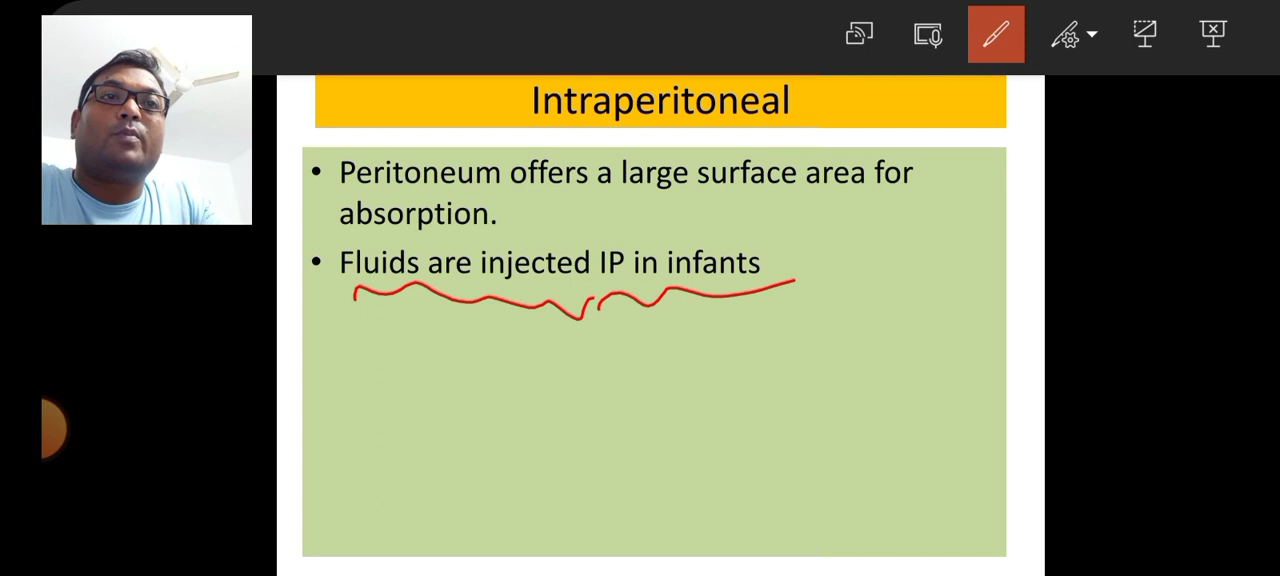 Intraperitoneal
• Peritoneum offers a large surface area for
absorption.
• Fluids are injected IP in infants